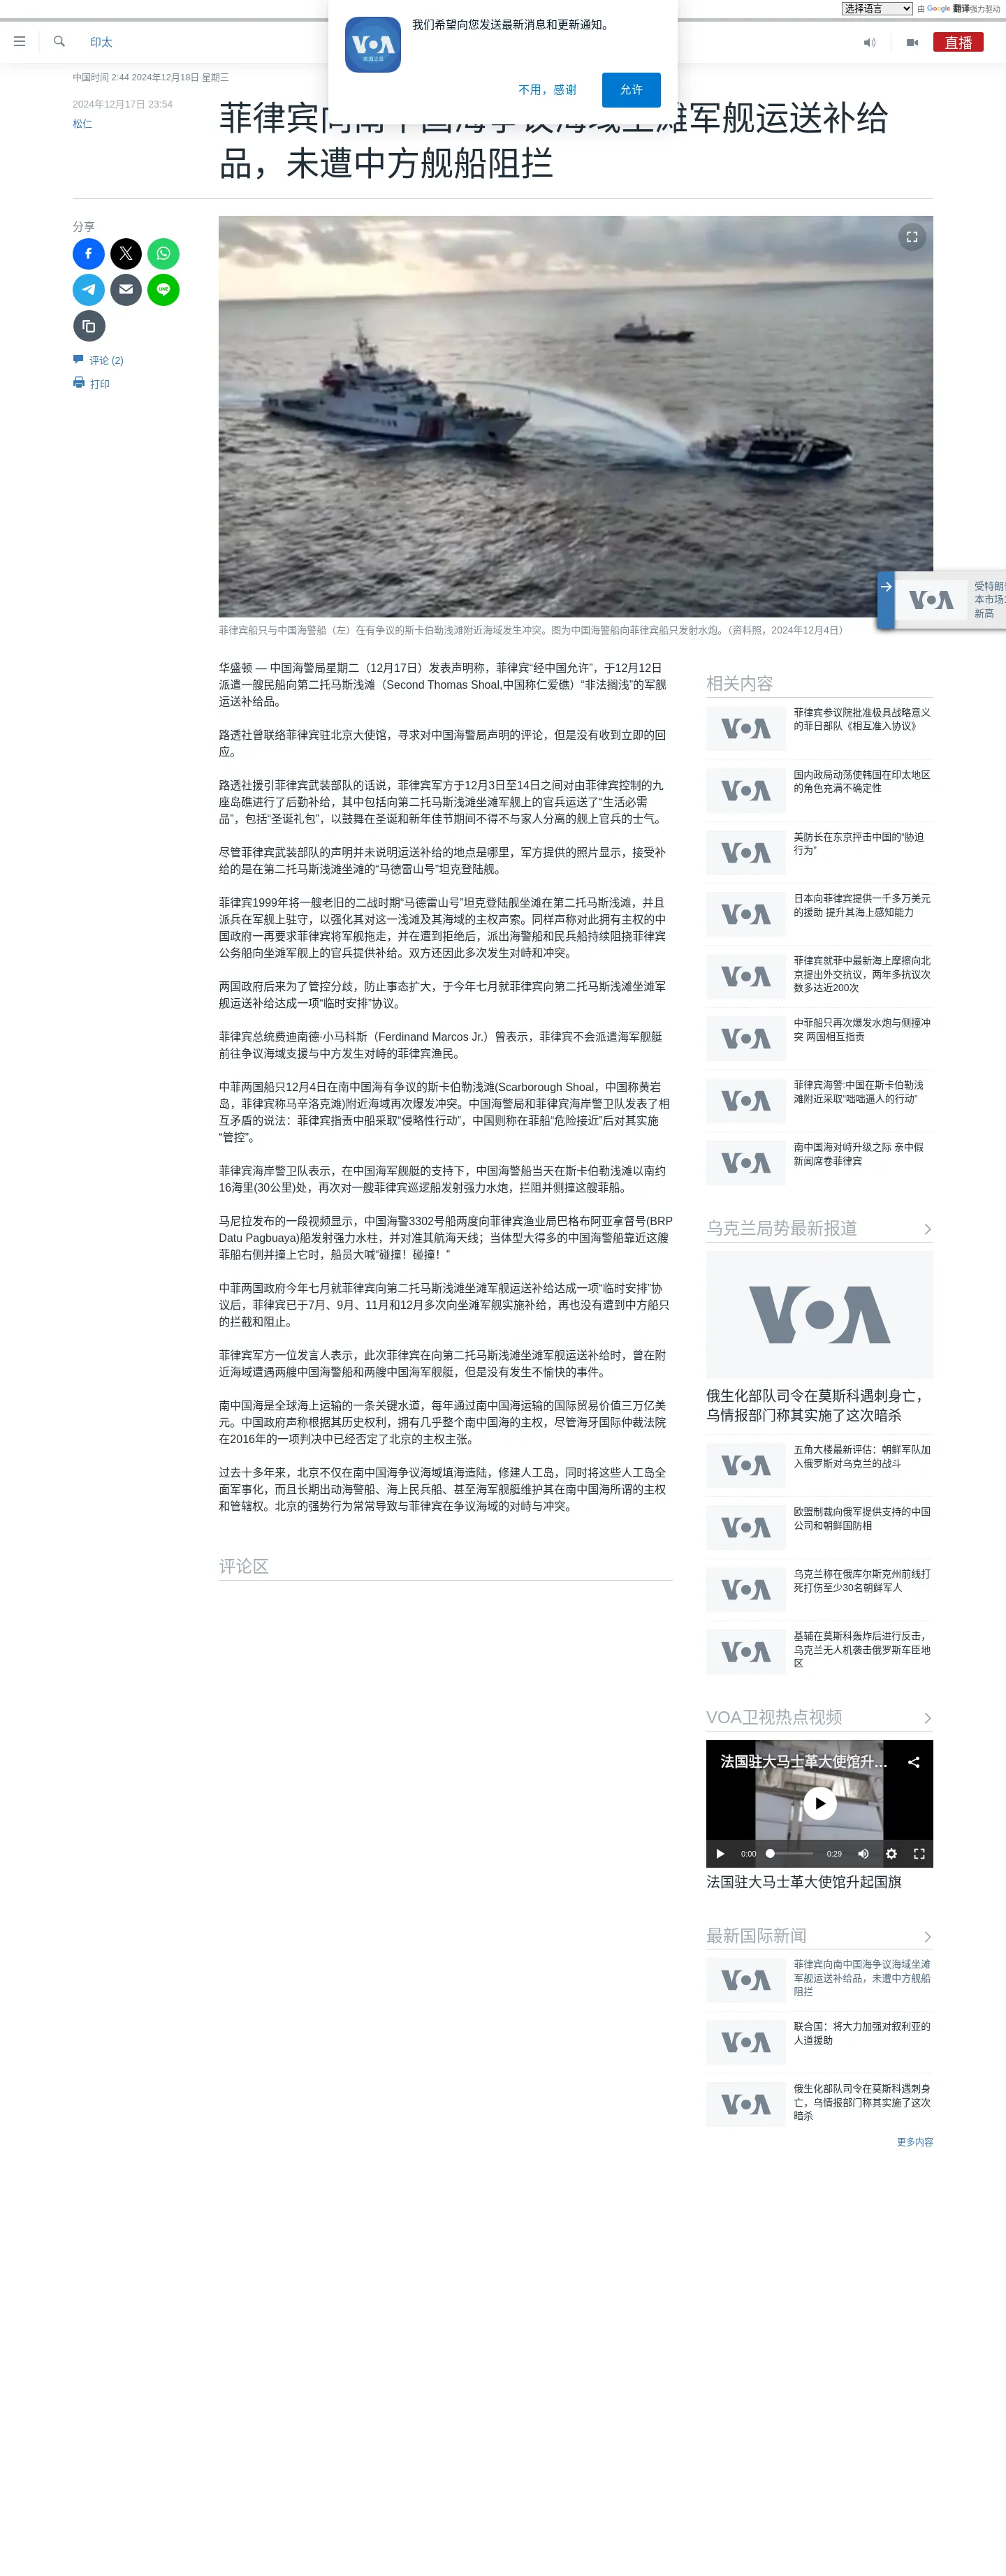 选择语言
由 Google 翻译强力驱动
我们希望向您发送最新消息和更新通知。
VOA
美国之音
不用，感谢
允许
印太
直播
中国时间 2:44 2024年12月18日 星期三
2024年12月17日 23:54
松仁
军舰运送补给
品，未遭中方舰船阻拦
分享
评论 (2)
打印
菲律宾船只与中国海警船（左）在有争议的斯卡伯勒浅滩附近海域发生冲突。图为中国海警船向菲律宾船只发射水炮。（资料照，2024年12月4日）
VOA
受特朗
本市场
新高
华盛顿 — 中国海警局星期二（12月17日）发表声明称，菲律宾“经中国允许”，于12月12日
派遣一艘民船向第二托马斯浅滩（Second Thomas Shoal,中国称仁爱礁）“非法搁浅”的军舰
运送补给品。
路透社曾联络菲律宾驻北京大使馆，寻求对中国海警局声明的评论，但是没有收到立即的回
应。
路透社援引菲律宾武装部队的话说，菲律宾军方于12月3日至14日之间对由菲律宾控制的九
座岛礁进行了后勤补给，其中包括向第二托马斯浅滩坐滩军舰上的官兵运送了“生活必需
品”，包括“圣诞礼包”，以鼓舞在圣诞和新年佳节期间不得不与家人分离的舰上官兵的士气。
尽管菲律宾武装部队的声明并未说明运送补给的地点是哪里，军方提供的照片显示，接受补
给的是在第二托马斯浅滩坐滩的“马德雷山号”坦克登陆舰。
菲律宾1999年将一艘老旧的二战时期“马德雷山号”坦克登陆舰坐滩在第二托马斯浅滩，并且
派兵在军舰上驻守，以强化其对这一浅滩及其海域的主权声索。同样声称对此拥有主权的中
国政府一再要求菲律宾将军舰拖走，并在遭到拒绝后，派出海警船和民兵船持续阻挠菲律宾
公务船向坐滩军舰上的官兵提供补给。双方还因此多次发生对峙和冲突。
两国政府后来为了管控分歧，防止事态扩大，于今年七月就菲律宾向第二托马斯浅滩坐滩军
舰运送补给达成一项“临时安排”协议。
菲律宾总统费迪南德·小马科斯（Ferdinand Marcos Jr.）曾表示，菲律宾不会派遣海军舰艇
前往争议海域支援与中方发生对峙的菲律宾渔民。
中菲两国船只12月4日在南中国海有争议的斯卡伯勒浅滩(Scarborough Shoal，中国称黄岩
岛，菲律宾称马辛洛克滩)附近海域再次爆发冲突。中国海警局和菲律宾海岸警卫队发表了相
互矛盾的说法：菲律宾指责中船采取“侵略性行动”，中国则称在菲船“危险接近”后对其实施
“管控”。
菲律宾海岸警卫队表示，在中国海军舰艇的支持下，中国海警船当天在斯卡伯勒浅滩以南约
16海里(30公里)处，再次对一艘菲律宾巡逻船发射强力水炮，拦阻并侧撞这艘菲船。
马尼拉发布的一段视频显示，中国海警3302号船两度向菲律宾渔业局巴格布阿亚拿督号(BRP
Datu Pagbuaya)船发射强力水柱，并对准其航海天线；当体型大得多的中国海警船靠近这艘
菲船右侧并撞上它时，船员大喊“碰撞！碰撞！”
中菲两国政府今年七月就菲律宾向第二托马斯浅滩坐滩军舰运送补给达成一项“临时安排”协
议后，菲律宾已于7月、9月、11月和12月多次向坐滩军舰实施补给，再也没有遭到中方船只
的拦截和阻止。
菲律宾军方一位发言人表示，此次菲律宾在向第二托马斯浅滩坐滩军舰运送补给时，曾在附
近海域遭遇两艘中国海警船和两艘中国海军舰艇，但是没有发生不愉快的事件。
南中国海是全球海上运输的一条关键水道，每年通过南中国海运输的国际贸易价值三万亿美
元。中国政府声称根据其历史权利，拥有几乎整个南中国海的主权，尽管海牙国际仲裁法院
在2016年的一项判决中已经否定了北京的主权主张。
过去十多年来，北京不仅在南中国海争议海域填海造陆，修建人工岛，同时将这些人工岛全
面军事化，而且长期出动海警船、海上民兵船、甚至海军舰艇维护其在南中国海所谓的主权
和管辖权。北京的强势行为常常导致与菲律宾在争议海域的对峙与冲突。
评论区
相关内容
VOA
菲律宾参议院批准极具战略意义
的菲日部队《相互准入协议》
VOA
国内政局动荡使韩国在印太地区
的角色充满不确定性
VOA
美防长在东京抨击中国的“胁迫
行为”
VOA
日本向菲律宾提供一千多万美元
的援助 提升其海上感知能力
VOA
菲律宾就菲中最新海上摩擦向北
京提出外交抗议，两年多抗议次
数多达近200次
VOA
中菲船只再次爆发水炮与侧撞冲
突 两国相互指责
VOA
菲律宾海警:中国在斯卡伯勒浅
滩附近采取“咄咄逼人的行动”
VOA
南中国海对峙升级之际 亲中假
新闻席卷菲律宾
乌克兰局势最新报道
VOA
俄生化部队司令在莫斯科遇刺身亡，
乌情报部门称其实施了这次暗杀
VOA
五角大楼最新评估：朝鲜军队加
入俄罗斯对乌克兰的战斗
VOA
欧盟制裁向俄军提供支持的中国
公司和朝鲜国防相
VOA
乌克兰称在俄库尔斯克州前线打
死打伤至少30名朝鲜军人
VOA
基辅在莫斯科轰炸后进行反击，
乌克兰无人机袭击俄罗斯车臣地
区
VOA卫视热点视频
法国驻大马士革大使馆升...
0:00
0:29
法国驻大马士革大使馆升起国旗
最新国际新闻
VOA
菲律宾向南中国海争议海域坐滩
军舰运送补给品，未遭中方舰船
阻拦
VOA
联合国：将大力加强对叙利亚的
人道援助
VOA
俄生化部队司令在莫斯科遇刺身
亡，乌情报部门称其实施了这次
暗杀
更多内容